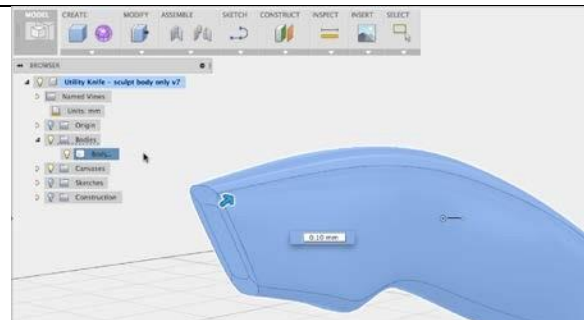 MODEL
CREATE
MODIFY
ASSEMBLE
SKETCH
CONSTRUCT
INSPECT
INSERT
SELECT
BROWSER
Utility Knife - sculpt body only v7
Named Views
Units: mm
Origin
Bodies
Body...
Canvases
Sketches
Construction
0.10 mm